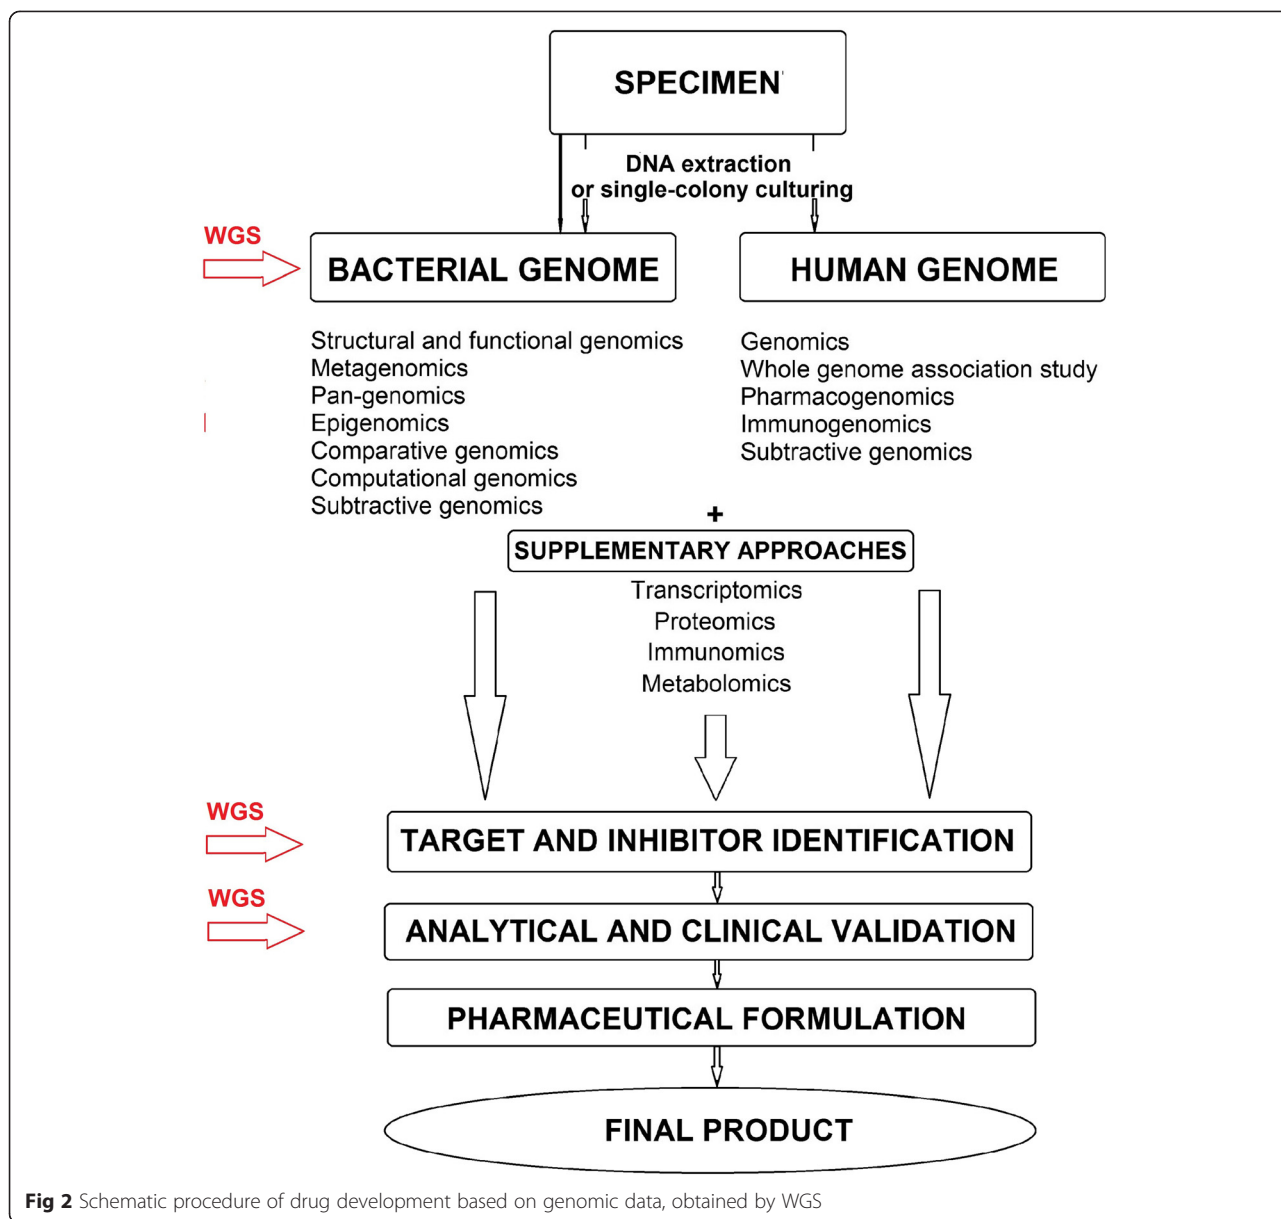 SPECIMEN
DNA extraction
or single-colony culturing
WGS
BACTERIAL GENOME
HUMAN GENOME
Structural and functional genomics
Metagenomics
Pan-genomics
Epigenomics
Comparative genomics
Computational genomics
Subtractive genomics
Genomics
Whole genome association study
Pharmacogenomics
Immunogenomics
Subtractive genomics
+
SUPPLEMENTARY APPROACHES
Transcriptomics
Proteomics
Immunomics
Metabolomics
WGS
TARGET AND INHIBITOR IDENTIFICATION
WGS
ANALYTICAL AND CLINICAL VALIDATION
PHARMACEUTICAL FORMULATION
FINAL PRODUCT
Fig 2 Schematic procedure of drug development based on genomic data, obtained by WGS